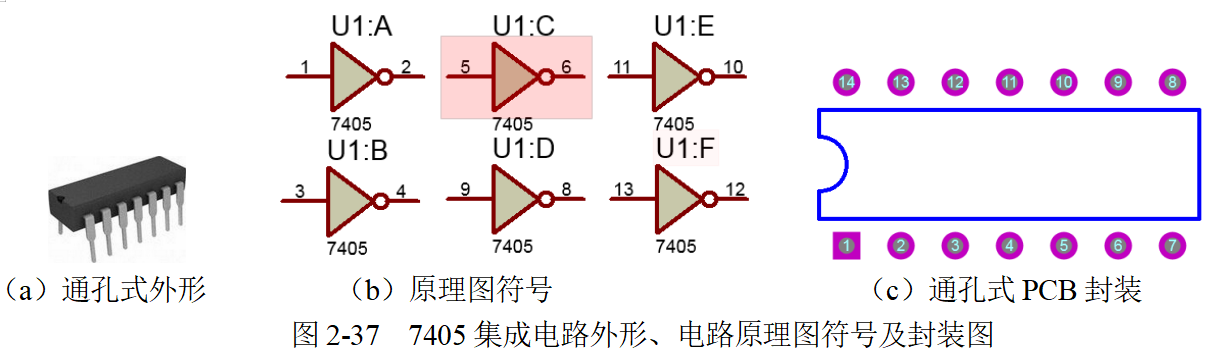 U1:A U1:C U1:E
1 2 5 6 11 10
7405 7405 7405
U1:B U1:D U1:F
3 4 9 8 13 12
7405 7405 7405
14 13 12 11 10 9 8
1 2 3 4 5 6 7
（a）通孔式外形 （b）原理图符号 （c）通孔式 PCB 封装
图 2-37 7405 集成电路外形、电路原理图符号及封装图